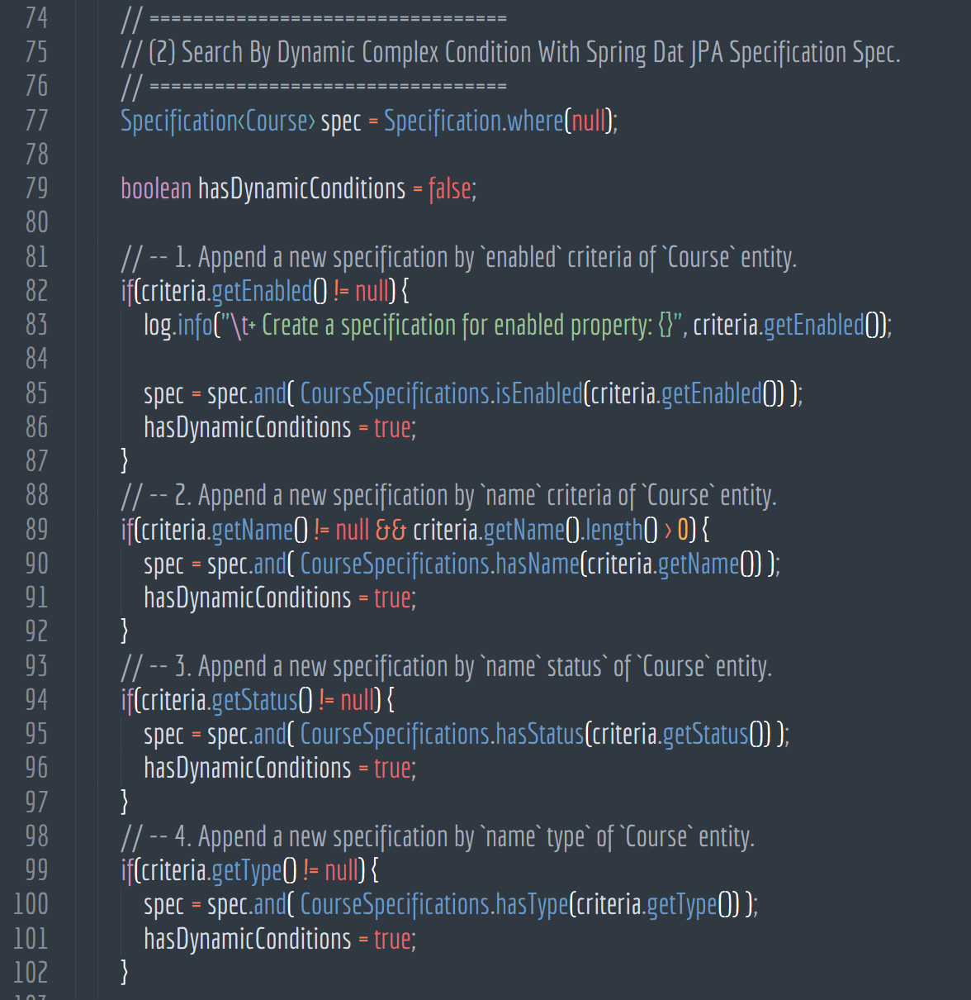 74 // =================================
75 // (2) Search By Dynamic Complex Condition With Spring Dat JPA Specification Spec.
76 // =================================
77 Specification<Course> spec = Specification.where(null);
78
79 boolean hasDynamicConditions = false;
80
81 // -- 1. Append a new specification by `enabled` criteria of `Course` entity.
82 if(criteria.getEnabled() != null) {
83 log.info("\t+ Create a specification for enabled property: {}", criteria.getEnabled());
84
85 spec = spec.and( CourseSpecifications.isEnabled(criteria.getEnabled()) );
86 hasDynamicConditions = true;
87 }
88 // -- 2. Append a new specification by `name` criteria of `Course` entity.
89 if(criteria.getName() != null && criteria.getName().length() > 0) {
90 spec = spec.and( CourseSpecifications.hasName(criteria.getName()) );
91 hasDynamicConditions = true;
92 }
93 // -- 3. Append a new specification by `name` status` of `Course` entity.
94 if(criteria.getStatus() != null) {
95 spec = spec.and( CourseSpecifications.hasStatus(criteria.getStatus()) );
96 hasDynamicConditions = true;
97 }
98 // -- 4. Append a new specification by `name` type` of `Course` entity.
99 if(criteria.getType() != null) {
100 spec = spec.and( CourseSpecifications.hasType(criteria.getType()) );
101 hasDynamicConditions = true;
102 }